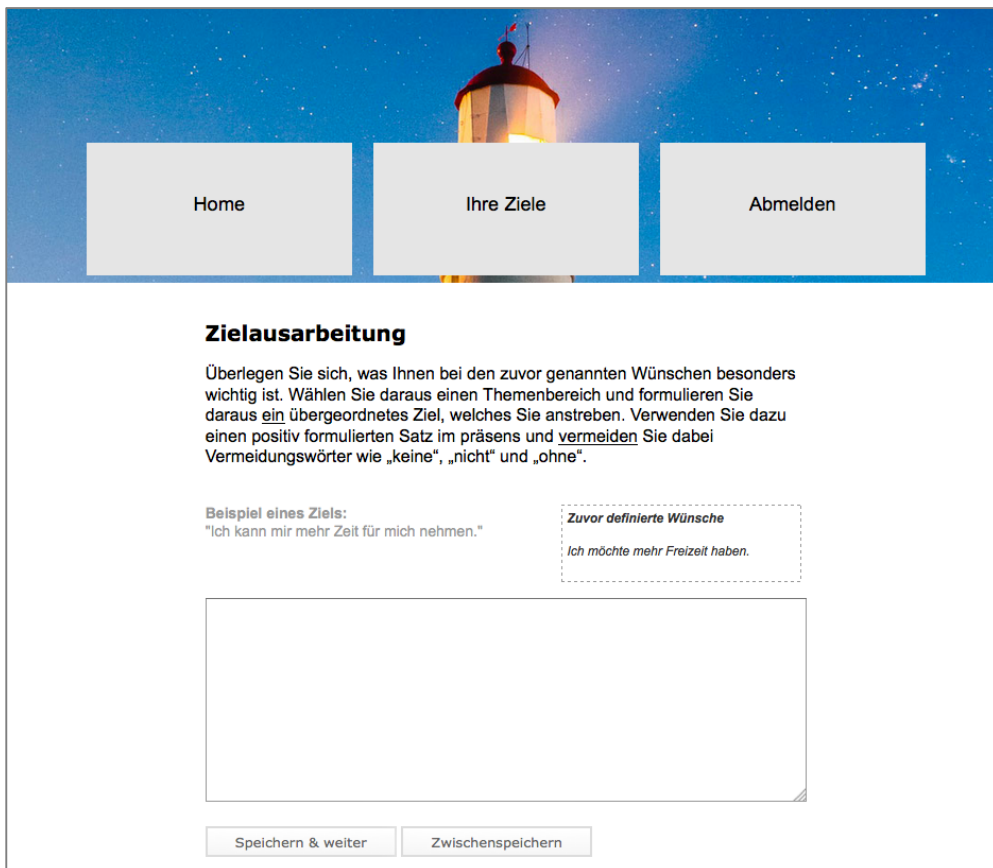 Home
Ihre Ziele
Abmelden
Zielausarbeitung
Überlegen Sie sich, was Ihnen bei den zuvor genannten Wünschen besonders
wichtig ist. Wählen Sie daraus einen Themenbereich und formulieren Sie
daraus ein übergeordnetes Ziel, welches Sie anstreben. Verwenden Sie dazu
einen positiv formulierten Satz im präsens und vermeiden Sie dabei
Vermeidungswörter wie „keine“, „nicht“ und „ohne“.
Beispiel eines Ziels:
"Ich kann mir mehr Zeit für mich nehmen."
Zuvor definierte Wünsche
Ich möchte mehr Freizeit haben.
Speichern & weiter
Zwischenspeichern